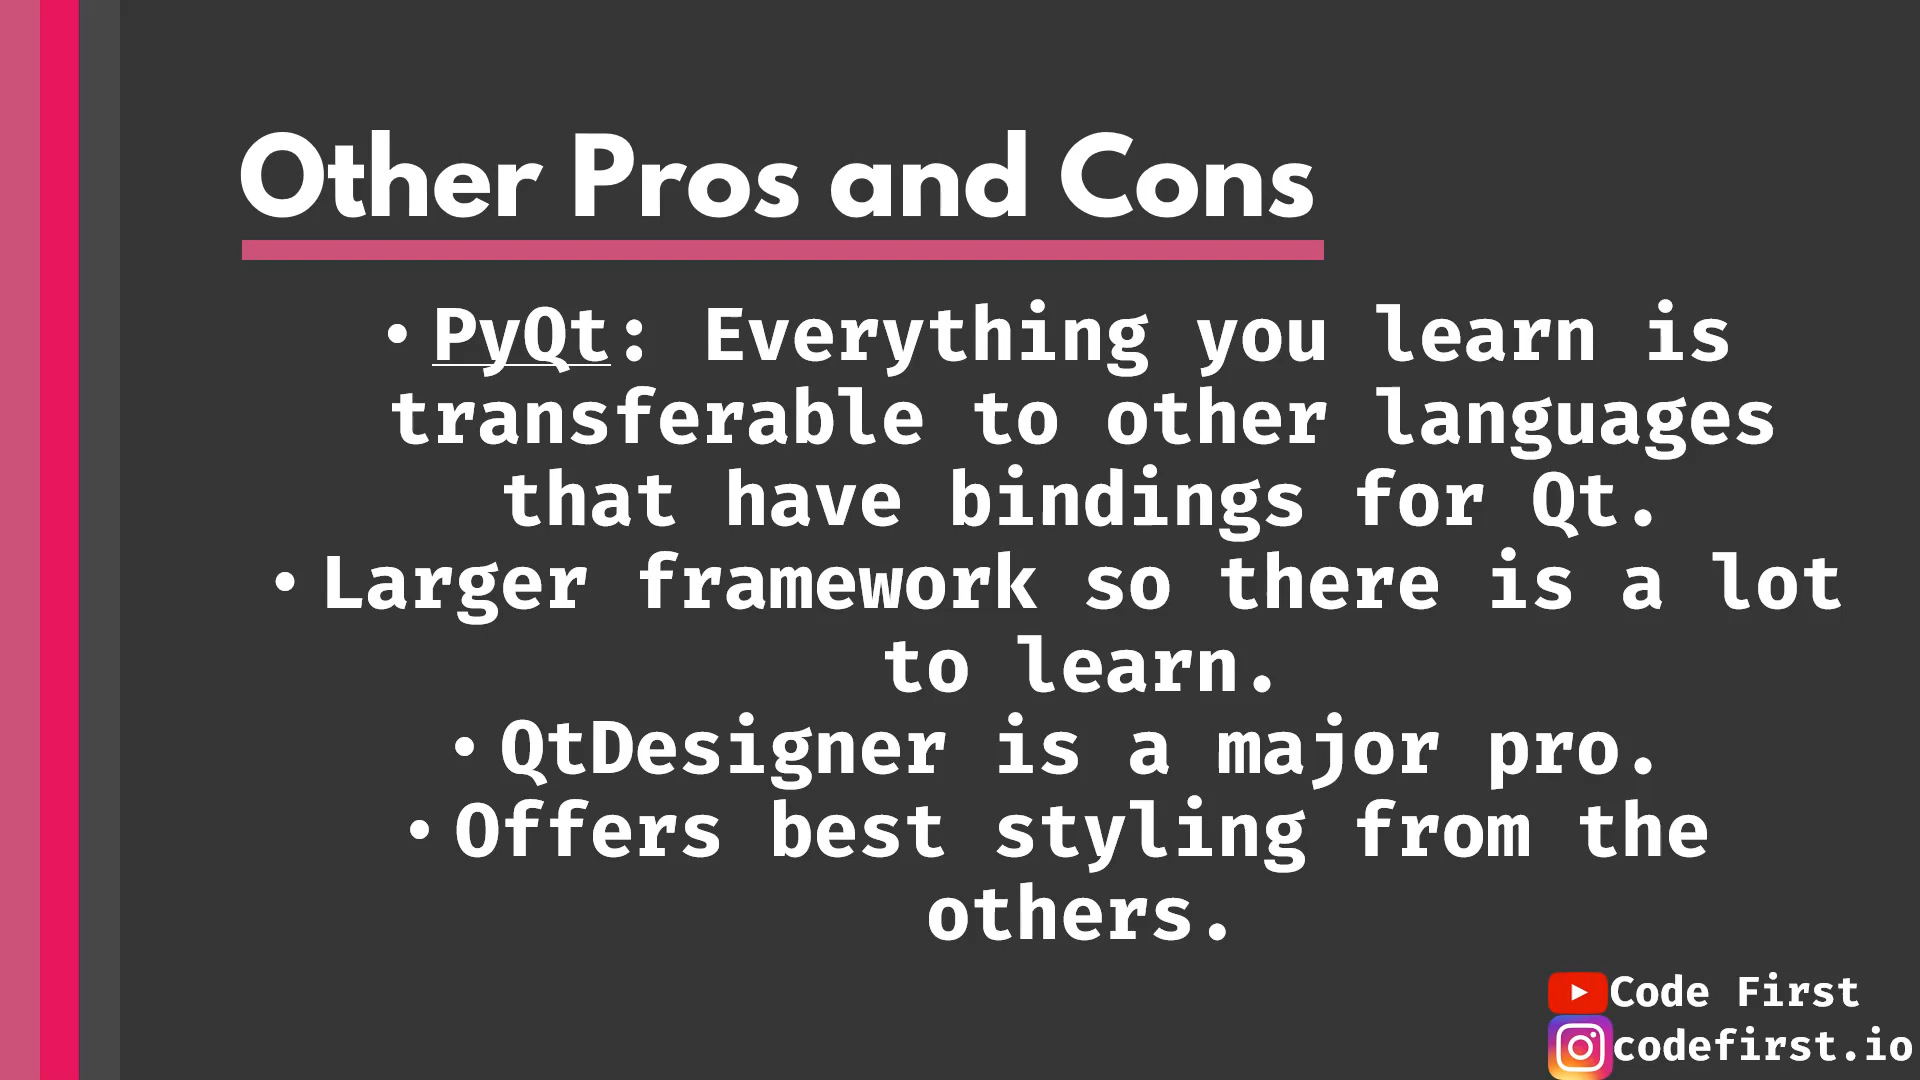 Other Pros and Cons
• PyQt: Everything you learn is
transferable to other languages
that have bindings for Qt.
• Larger framework so there is a lot
to learn.
• QtDesigner is a major pro.
• Offers best styling from the
others.
Code First
codefirst.io